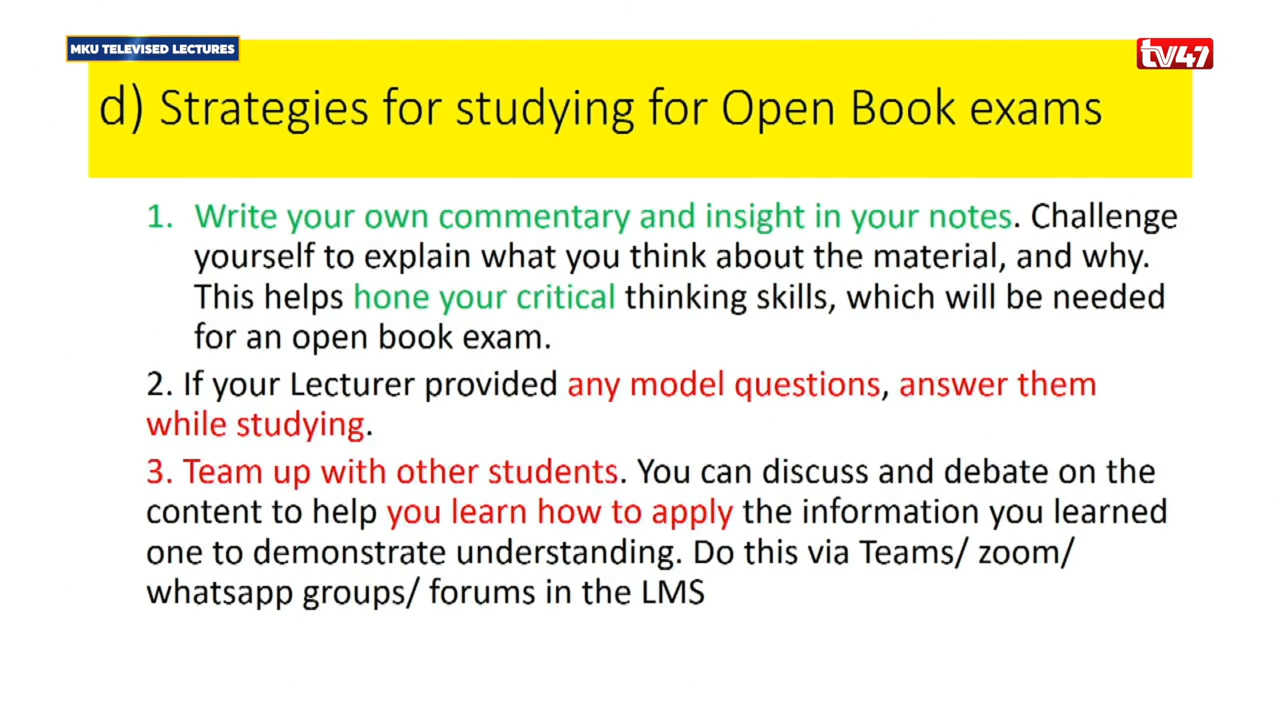 MKU TELEVISED LECTURES
tv47
d) Strategies for studying for Open Book exams
1. Write your own commentary and insight in your notes. Challenge
yourself to explain what you think about the material, and why.
This helps hone your critical thinking skills, which will be needed
for an open book exam.
2. If your Lecturer provided any model questions, answer them
while studying.
3. Team up with other students. You can discuss and debate on the
content to help you learn how to apply the information you learned
one to demonstrate understanding. Do this via Teams/ zoom/
whatsapp groups/ forums in the LMS